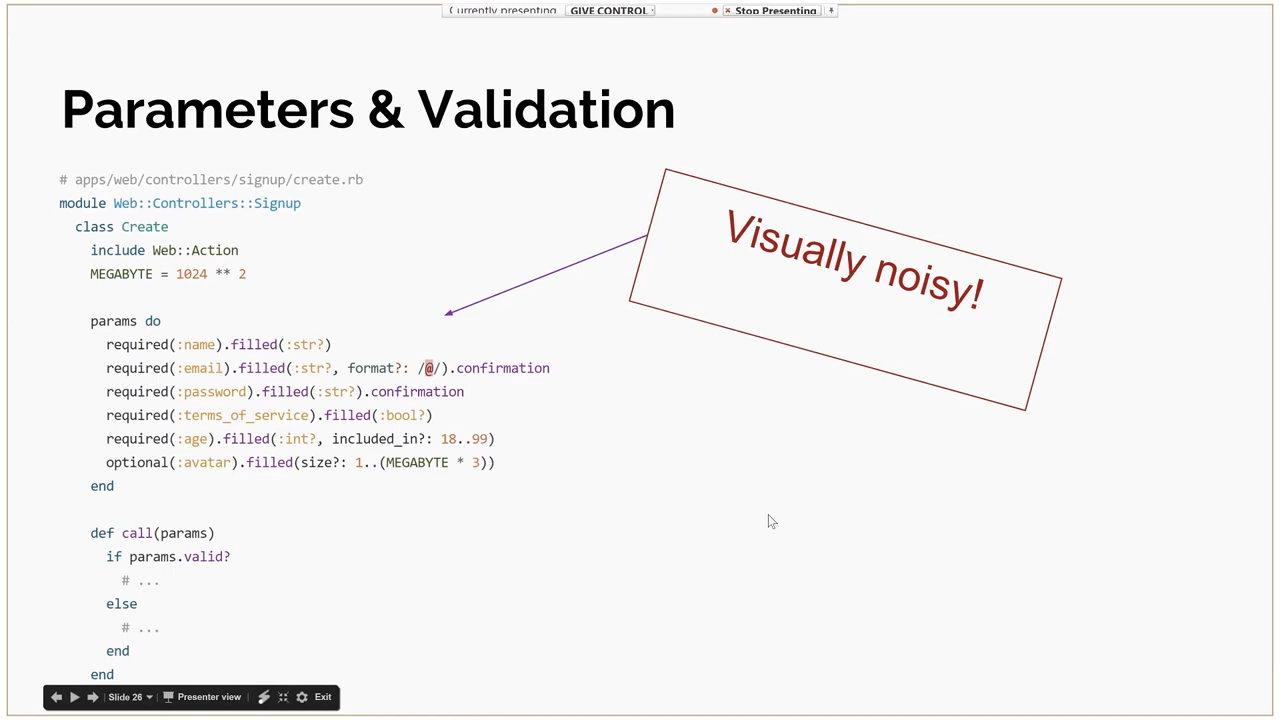 Currently presenting GIVE CONTROL Stop Presenting
Parameters & Validation
# apps/web/controllers/signup/create.rb
module Web::Controllers::Signup
class Create
include Web::Action
MEGABYTE = 1024 ** 2
Visually noisy!
params do
required(:name).filled(:str?)
required(:email).filled(:str?, format?: /@/).confirmation
required(:password).filled(:str?).confirmation
required(:terms_of_service).filled(:bool?)
required(:age).filled(:int?, included_in?: 18..99)
optional(:avatar).filled(size?: 1..(MEGABYTE * 3))
end
def call(params)
if params.valid?
# ...
else
# ...
end
end
Slide 26 Presenter view Exit